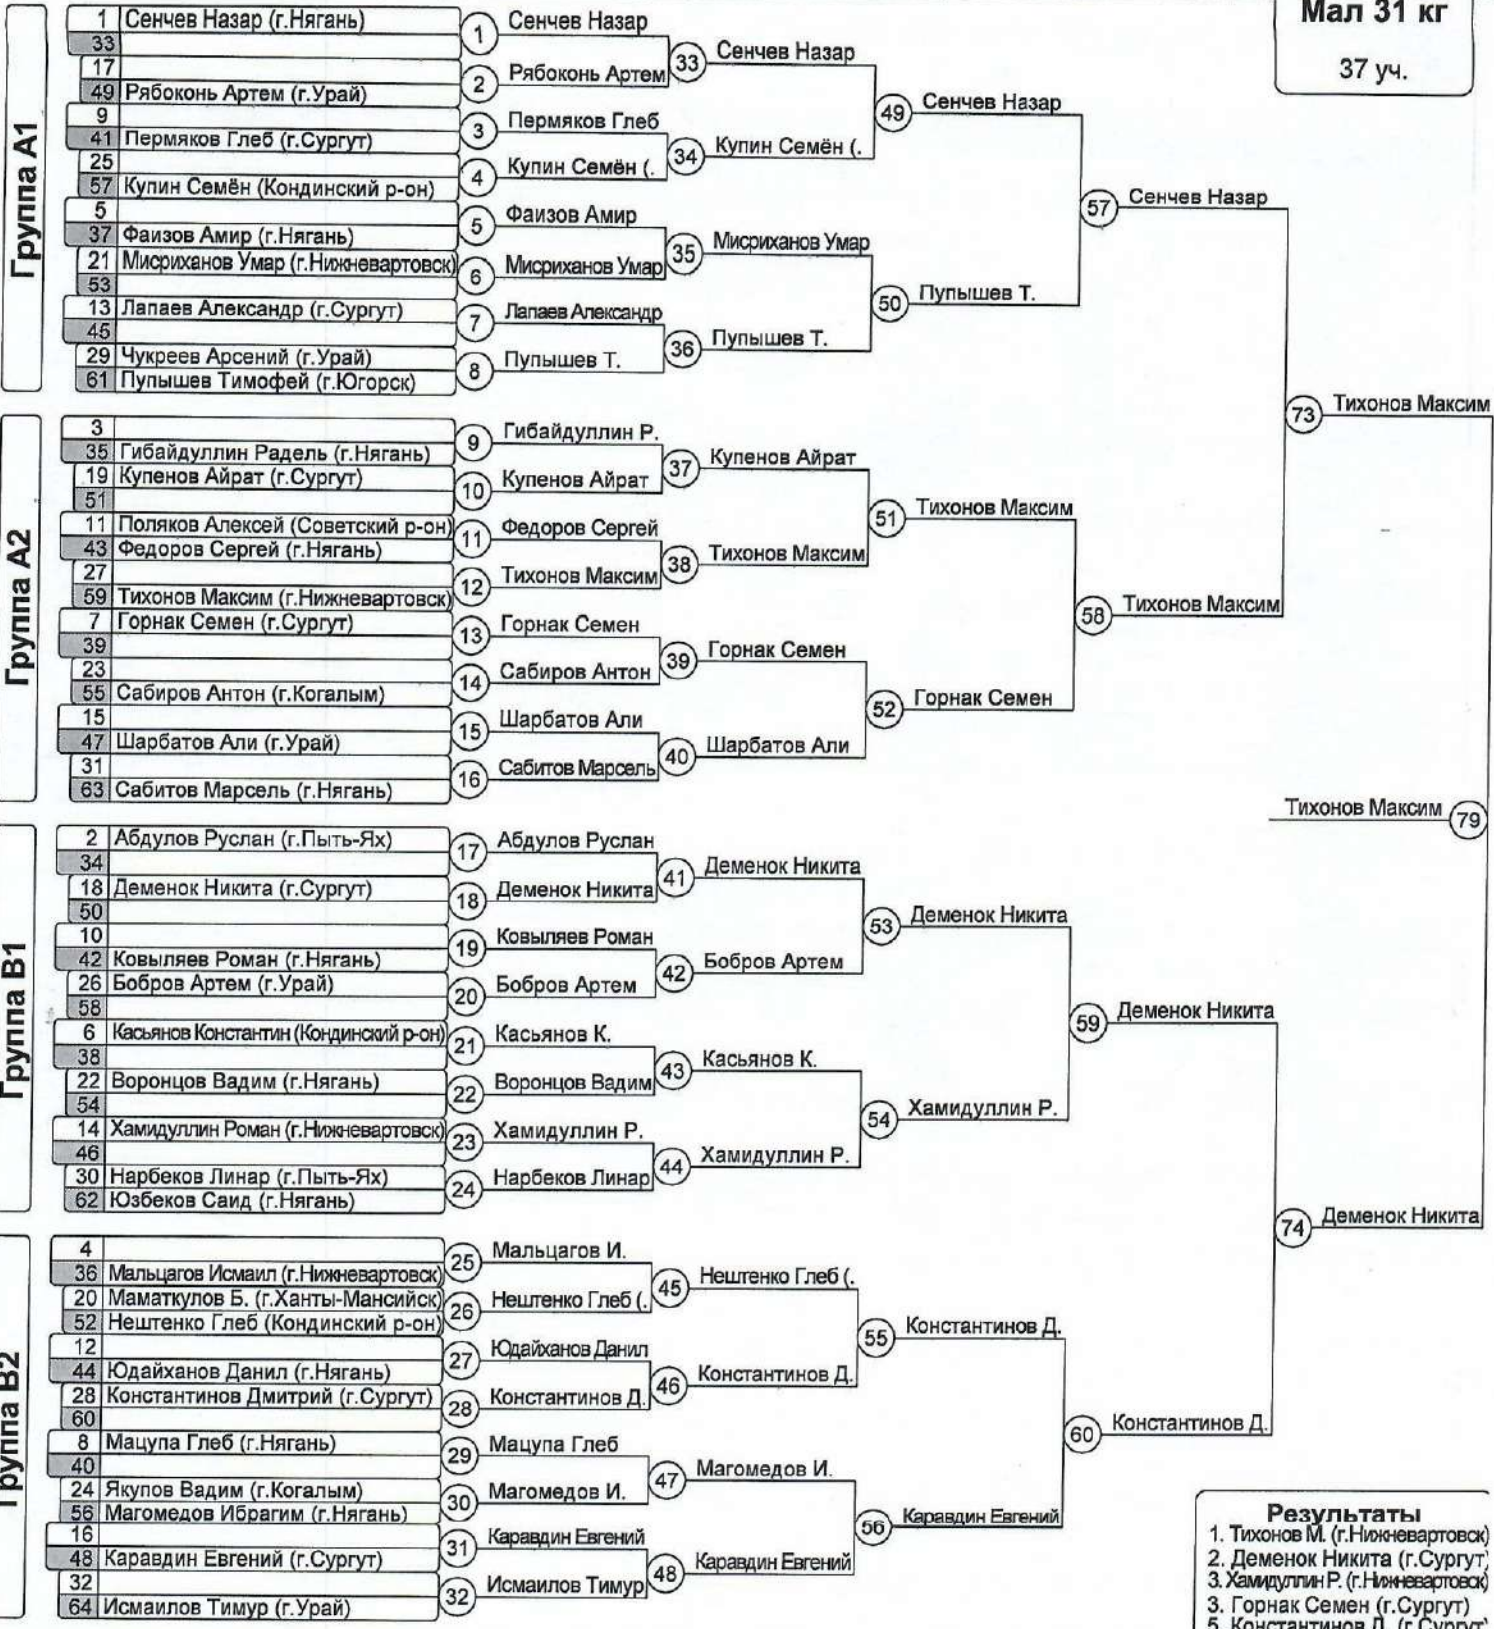 Мал 31 кг
37 уч.
Группа А1
1 Сенчев Назар (г.Нягань)
33
17
49 Рябоконь Артем (г.Урай)
9
41 Пермяков Глеб (г.Сургут)
25
57 Купин Семён (Кондинский р-он)
5
37 Фаизов Амир (г.Нягань)
21 Мисриханов Умар (г.Нижневартовск)
53
13 Лапаев Александр (г.Сургут)
45
29 Чукреев Арсений (г.Урай)
61 Пупышев Тимофей (г.Югорск)
1 Сенчев Назар
2 Рябоконь Артем
3 Пермяков Глеб
4 Купин Семён (.
5 Фаизов Амир
6 Мисриханов Умар
7 Лапаев Александр
8 Пупышев Т.
33 Сенчев Назар
34 Купин Семён (.
35 Мисриханов Умар
36 Пупышев Т.
49 Сенчев Назар
50 Пупышев Т.
57 Сенчев Назар
Группа А2
3
35 Гибайдуллин Радель (г.Нягань)
19 Купенов Айрат (г.Сургут)
51
11 Поляков Алексей (Советский р-он)
43 Федоров Сергей (г.Нягань)
27
59 Тихонов Максим (г.Нижневартовск)
7 Горнак Семен (г.Сургут)
39
23
55 Сабиров Антон (г.Когалым)
15
47 Шарбатов Али (г.Урай)
31
63 Сабитов Марсель (г.Нягань)
9 Гибайдуллин Р.
10 Купенов Айрат
11 Федоров Сергей
12 Тихонов Максим
13 Горнак Семен
14 Сабиров Антон
15 Шарбатов Али
16 Сабитов Марсель
37 Купенов Айрат
38 Тихонов Максим
39 Горнак Семен
40 Шарбатов Али
51 Тихонов Максим
52 Горнак Семен
58 Тихонов Максим
73 Тихонов Максим
Группа В1
2 Абдулов Руслан (г.Пыть-Ях)
34
18 Деменок Никита (г.Сургут)
50
10
42 Ковыляев Роман (г.Нягань)
26 Бобров Артем (г.Урай)
58
6 Касьянов Константин (Кондинский р-он)
38
22 Воронцов Вадим (г.Нягань)
54
14 Хамидуллин Роман (г.Нижневартовск)
46
30 Нарбеков Линар (г.Пыть-Ях)
62 Юзбеков Саид (г.Нягань)
17 Абдулов Руслан
18 Деменок Никита
19 Ковыляев Роман
20 Бобров Артем
21 Касьянов К.
22 Воронцов Вадим
23 Хамидуллин Р.
24 Нарбеков Линар
41 Деменок Никита
42 Бобров Артем
43 Касьянов К.
44 Хамидуллин Р.
53 Деменок Никита
54 Хамидуллин Р.
59 Деменок Никита
Группа В2
4
36 Мальцагов Исмаил (г.Нижневартовск)
20 Маматкулов Б. (г.Ханты-Мансийск)
52 Нештенко Глеб (Кондинский р-он)
12
44 Юдайханов Данил (г.Нягань)
28 Константинов Дмитрий (г.Сургут)
60
8 Мацупа Глеб (г.Нягань)
40
24 Якупов Вадим (г.Когалым)
56 Магомедов Ибрагим (г.Нягань)
16
48 Каравдин Евгений (г.Сургут)
32
64 Исмаилов Тимур (г.Урай)
25 Мальцагов И.
26 Нештенко Глеб (.
27 Юдайханов Данил
28 Константинов Д.
29 Мацупа Глеб
30 Магомедов И.
31 Каравдин Евгений
32 Исмаилов Тимур
45 Нештенко Глеб (.
46 Константинов Д.
47 Магомедов И.
48 Каравдин Евгений
55 Константинов Д.
56 Каравдин Евгений
60 Константинов Д.
74 Деменок Никита
Тихонов Максим 79
Результаты
1. Тихонов М. (г.Нижневартовск)
2. Деменок Никита (г.Сургут)
3. Хамидуллин Р. (г.Нижневартовск)
3. Горнак Семен (г.Сургут)
5. Константинов Д. (г.Сургут)